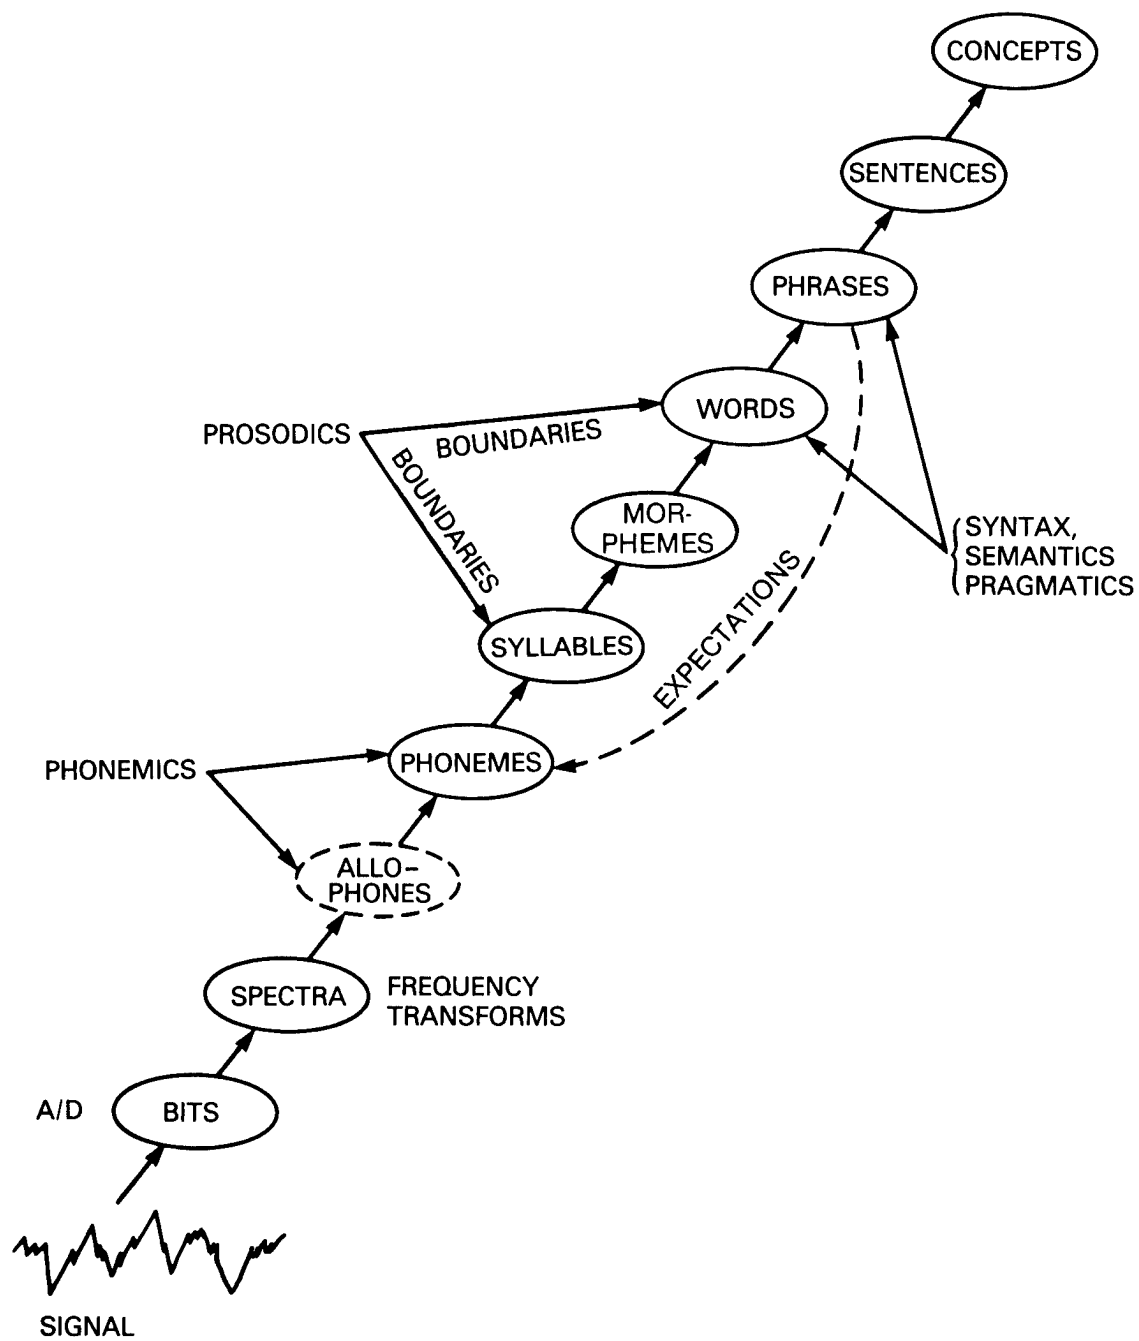 CONCEPTS
SENTENCES
PHRASES
WORDS
PROSODICS
BOUNDARIES
BOUNDARIES
MOR-
PHEMES
SYNTAX,
SEMANTICS
PRAGMATICS
EXPECTATIONS
SYLLABLES
PHONEMES
PHONEMICS
ALLO-
PHONES
SPECTRA
FREQUENCY
TRANSFORMS
A/D
BITS
SIGNAL